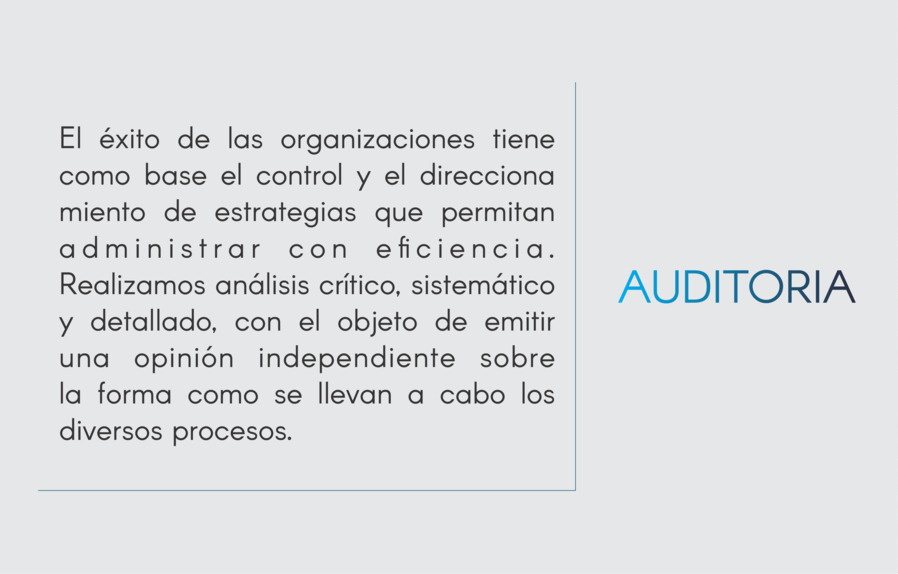 El éxito de las organizaciones tiene
como base el control y el direcciona
miento de estrategias que permitan
administrar con eficiencia.
Realizamos análisis crítico, sistemático
y detallado, con el objeto de emitir
una opinión independiente sobre
la forma como se llevan a cabo los
diversos procesos.
AUDITORIA